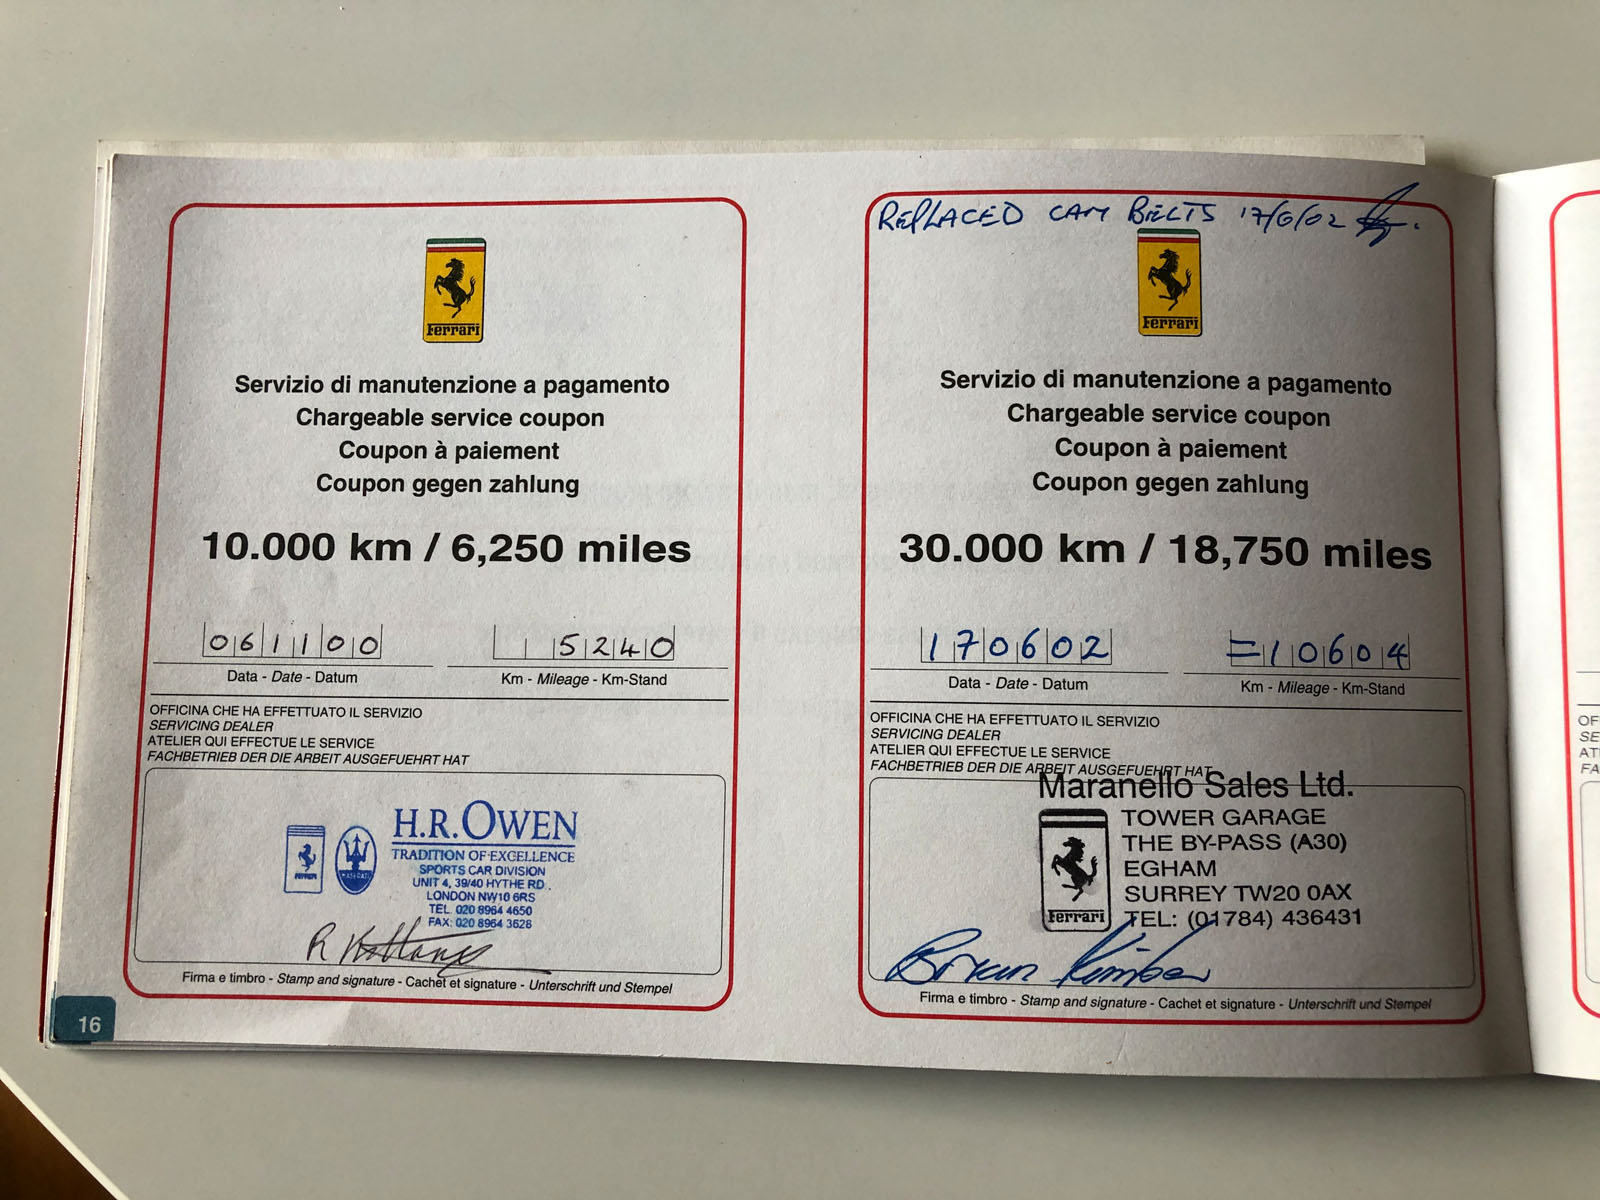 Ferrari
Servizio di manutenzione a pagamento
Chargeable service coupon
Coupon à paiement
Coupon gegen zahlung
10.000 km / 6,250 miles
061100 15240
Data - Date - Datum Km - Mileage - Km-Stand
OFFICINA CHE HA EFFETTUATO IL SERVIZIO
SERVICING DEALER
ATELIER QUI EFFECTUE LE SERVICE
FACHBETRIEB DER DIE ARBEIT AUSGEFUEHRT HAT
H.R. OWEN
TRADITION OF EXCELLENCE
SPORTS CAR DIVISION
UNIT 4, 39/40 HYTHE RD.
LONDON NW10 6RS
TEL. 020 8964 4650
FAX: 020 8964 3628
FERRARI
MASERATI
Firma e timbro - Stamp and signature - Cachet et signature - Unterschrift und Stempel
16
REPLACED CAM BELTS 17/6/02
Ferrari
Servizio di manutenzione a pagamento
Chargeable service coupon
Coupon à paiement
Coupon gegen zahlung
30.000 km / 18,750 miles
170602 =10604
Data - Date - Datum Km - Mileage - Km-Stand
OFFICINA CHE HA EFFETTUATO IL SERVIZIO
SERVICING DEALER
ATELIER QUI EFFECTUE LE SERVICE
FACHBETRIEB DER DIE ARBEIT AUSGEFUEHRT HAT
Maranello Sales Ltd.
TOWER GARAGE
THE BY-PASS (A30)
EGHAM
SURREY TW20 0AX
TEL: (01784) 436431
Ferrari
Brian Kimber
Firma e timbro - Stamp and signature - Cachet et signature - Unterschrift und Stempel